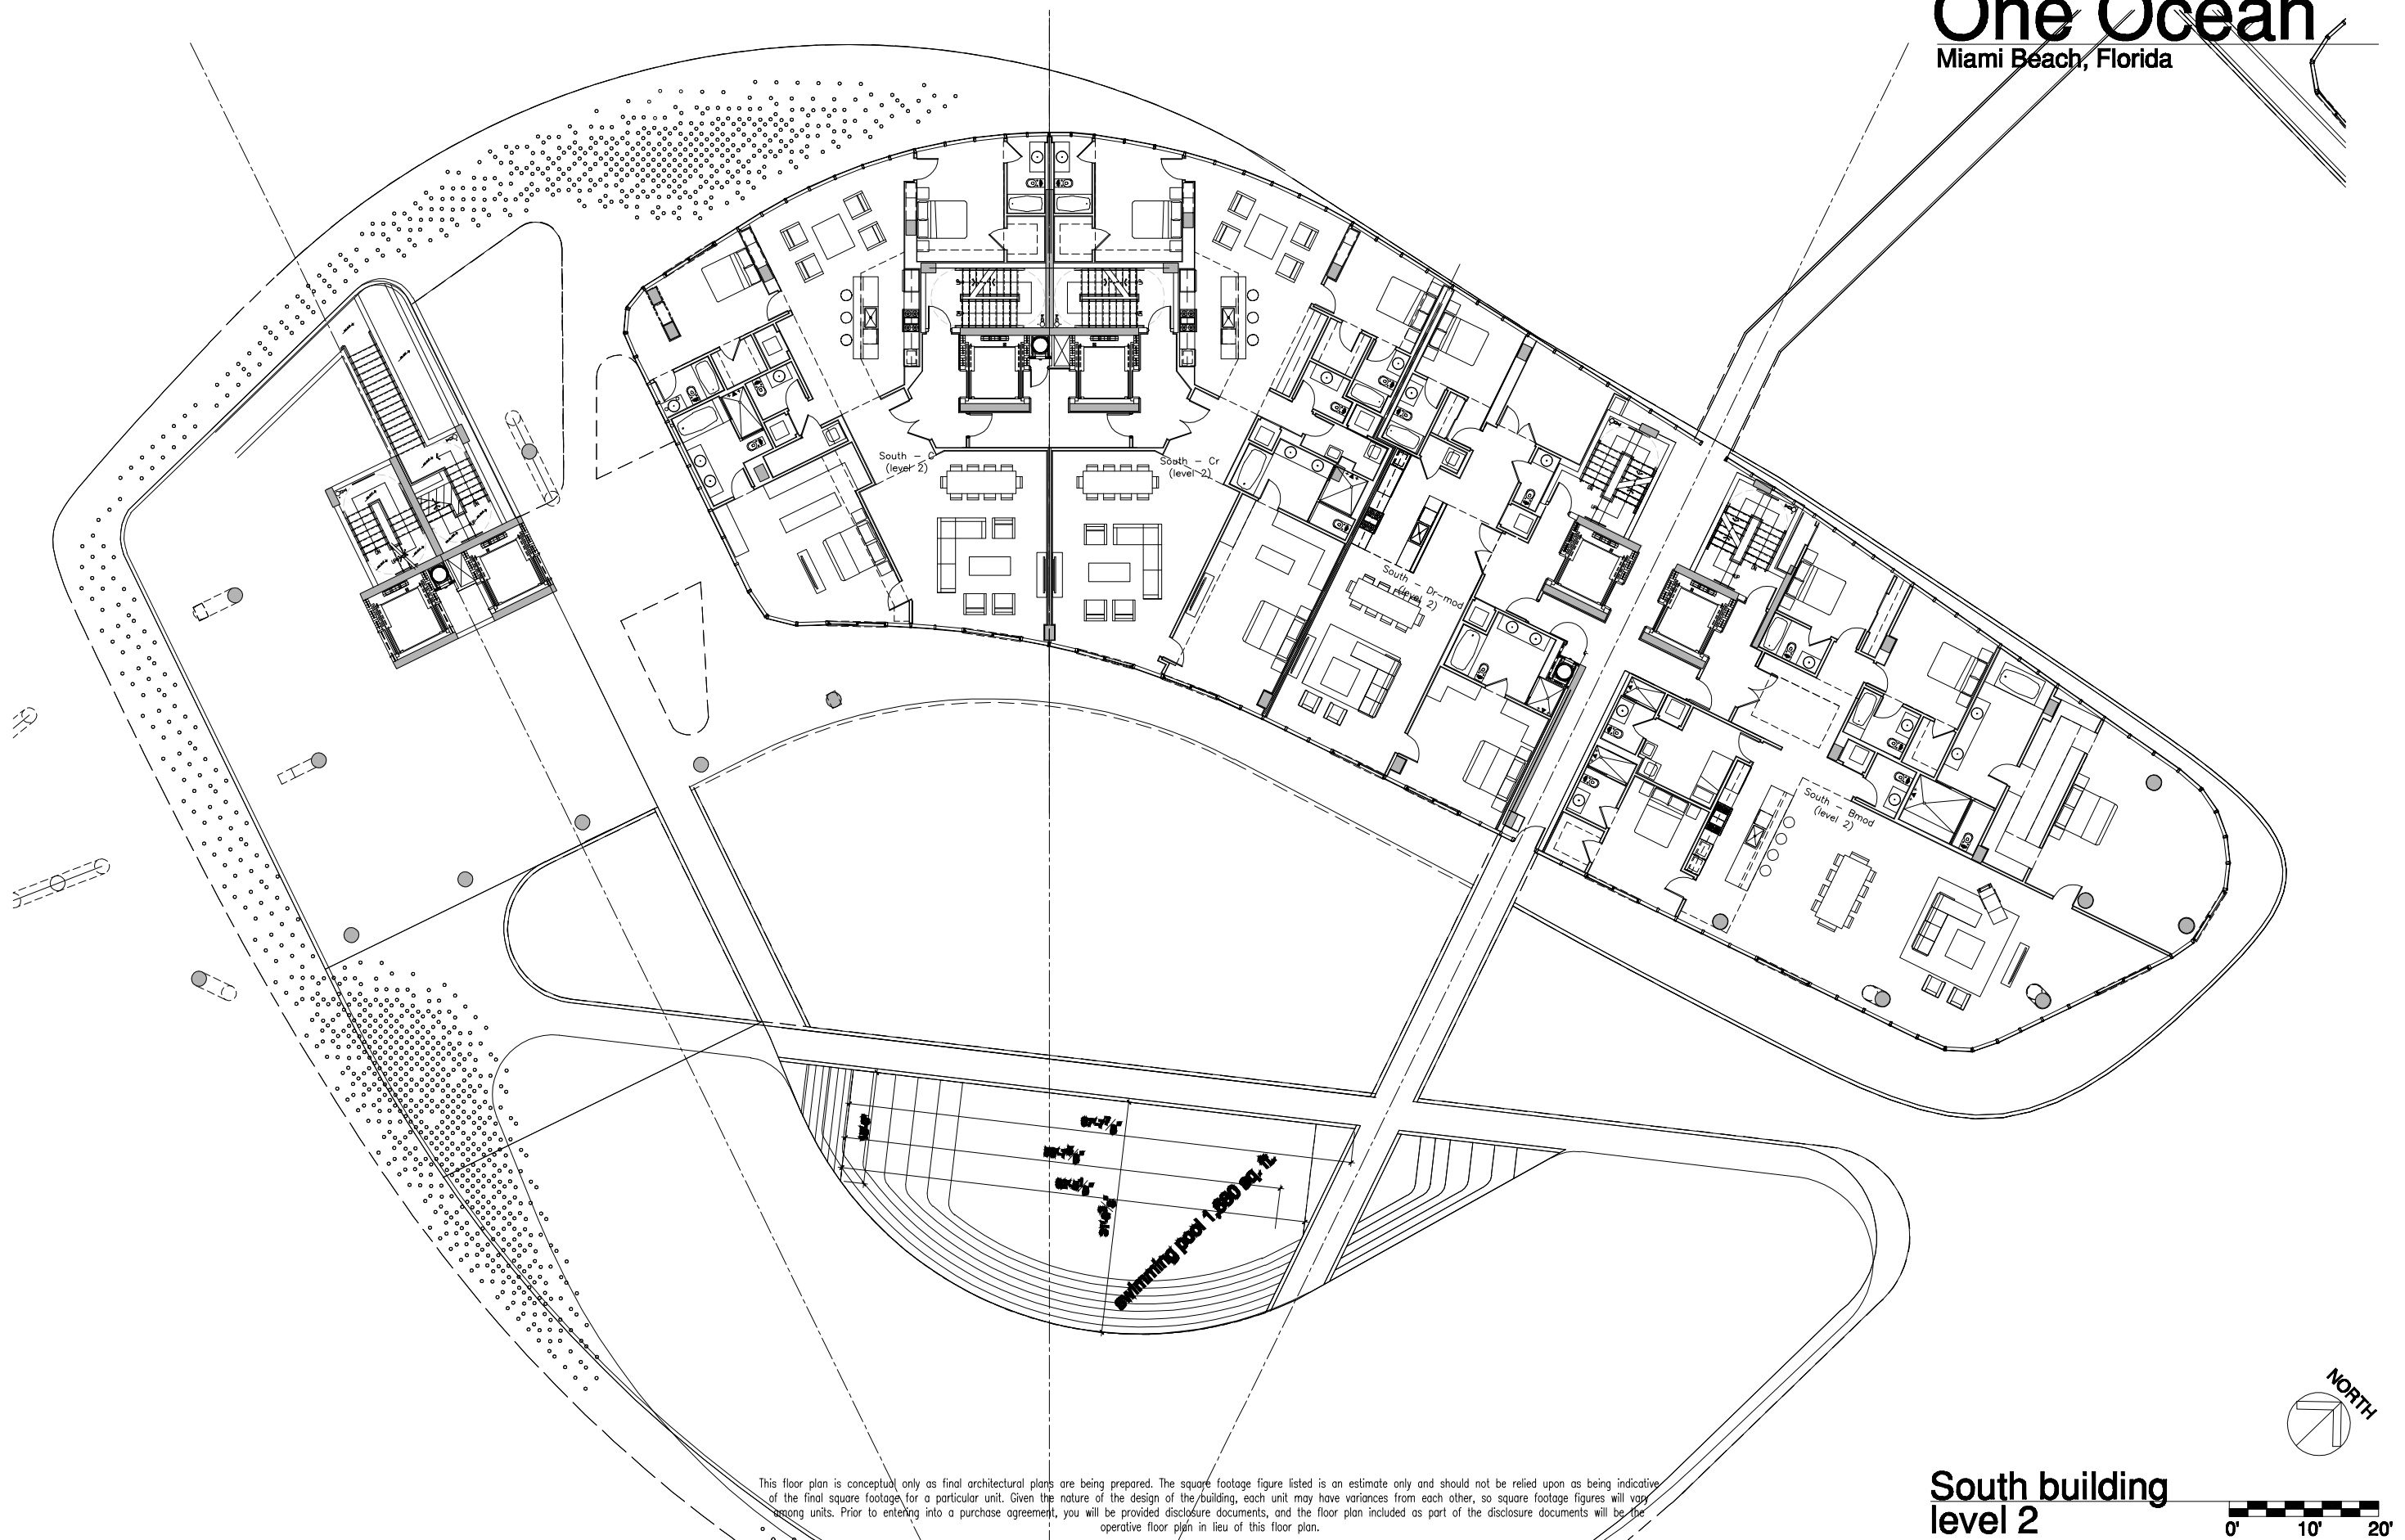 One Ocean
Miami Beach, Florida
South - C
(level 2)
South - Cr
(level 2)
South - Dr-mod
(level 2)
South - Bmod
(level 2)
swimming pool 1,680 sq. ft.
NORTH
This floor plan is conceptual only as final architectural plans are being prepared. The square footage figure listed is an estimate only and should not be relied upon as being indicative
of the final square footage for a particular unit. Given the nature of the design of the building, each unit may have variances from each other, so square footage figures will vary
among units. Prior to entering into a purchase agreement, you will be provided disclosure documents, and the floor plan included as part of the disclosure documents will be the
operative floor plan in lieu of this floor plan.
South building
level 2
0' 10' 20'